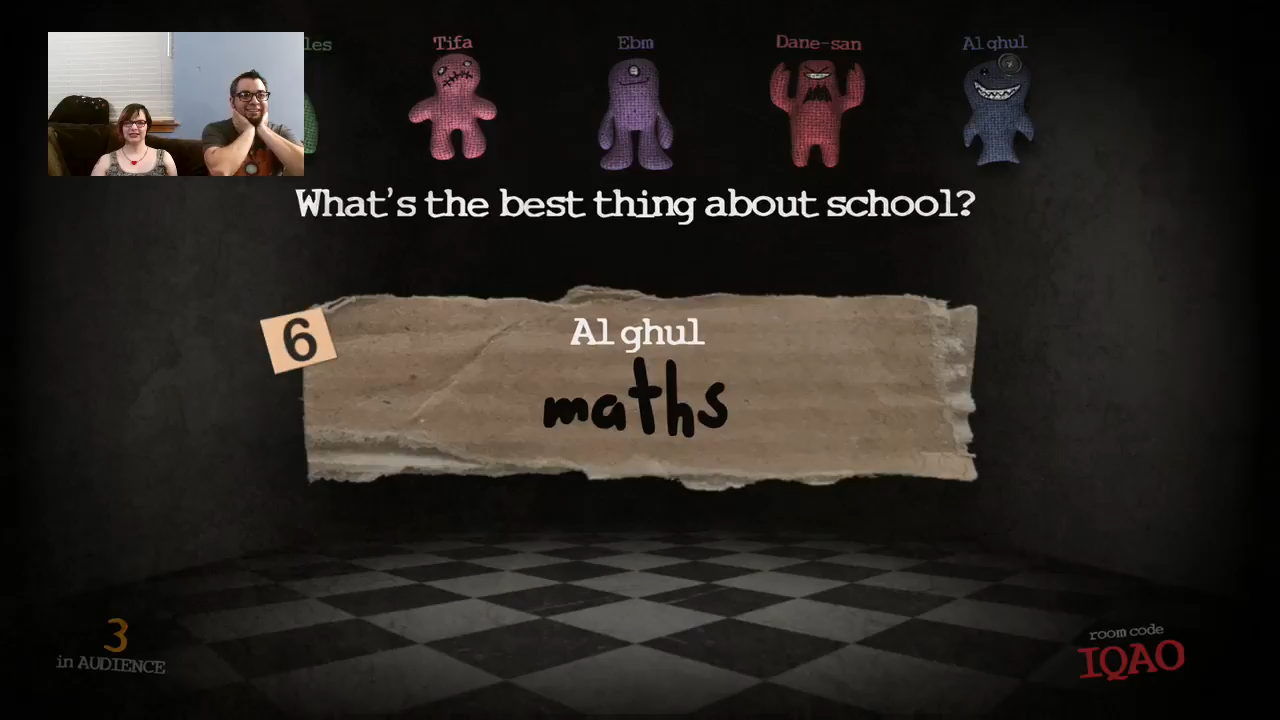 les
Tifa
Ebm
Dane-san
Al ghul
What's the best thing about school?
6
Al ghul
maths
3
in AUDIENCE
room code
IQAO